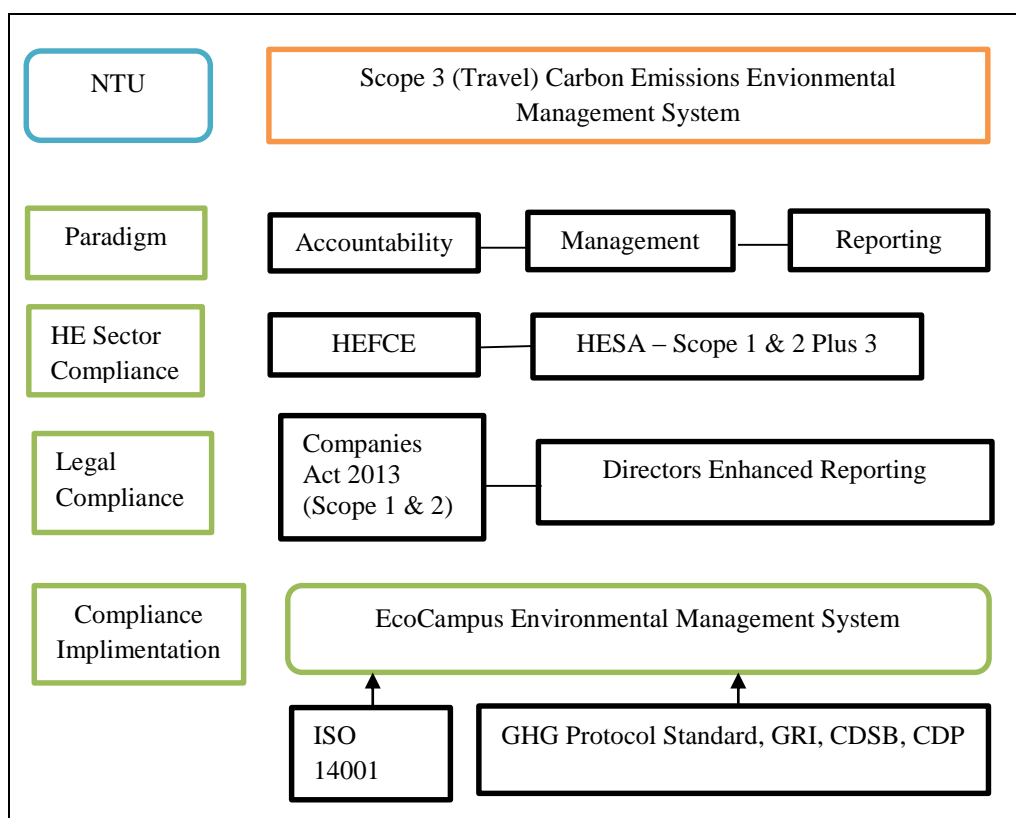 NTU
Scope 3 (Travel) Carbon Emissions Envionmental
Management System
Paradigm
Accountability
Management
Reporting
HE Sector
Compliance
HEFCE
HESA – Scope 1 & 2 Plus 3
Legal
Compliance
Companies
Act 2013
(Scope 1 & 2)
Directors Enhanced Reporting
Compliance
Implimentation
EcoCampus Environmental Management System
ISO
14001
GHG Protocol Standard, GRI, CDSB, CDP